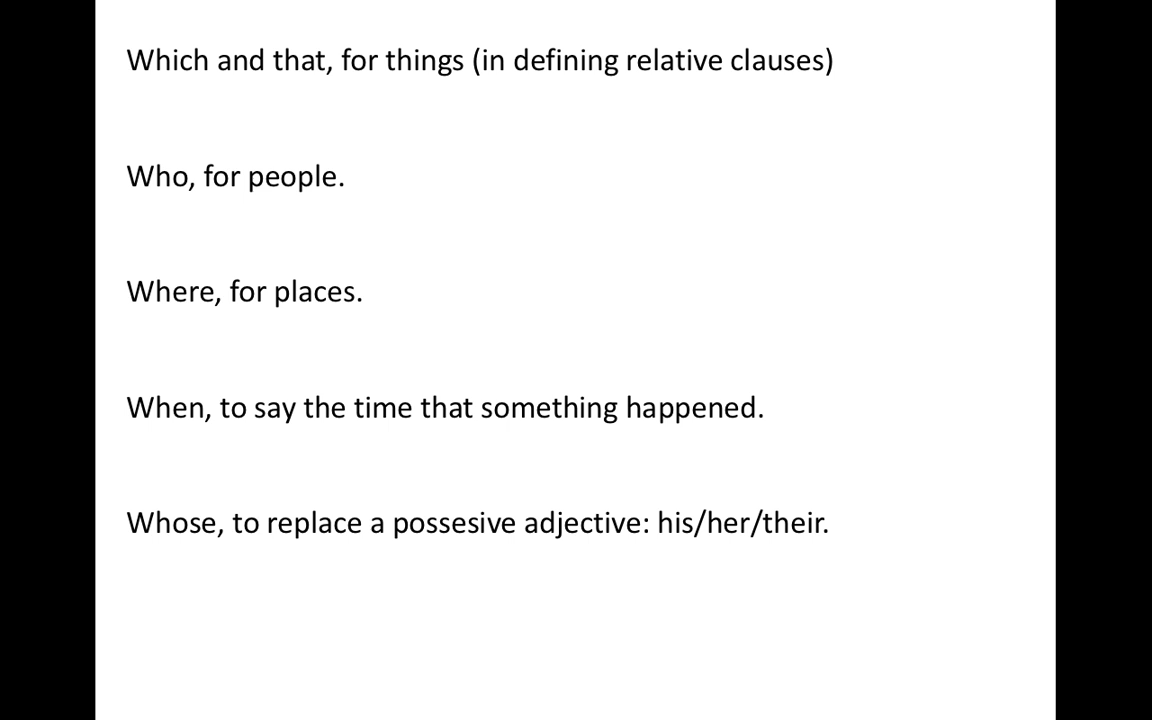 Which and that, for things (in defining relative clauses)
Who, for people.
Where, for places.
When, to say the time that something happened.
Whose, to replace a possesive adjective: his/her/their.